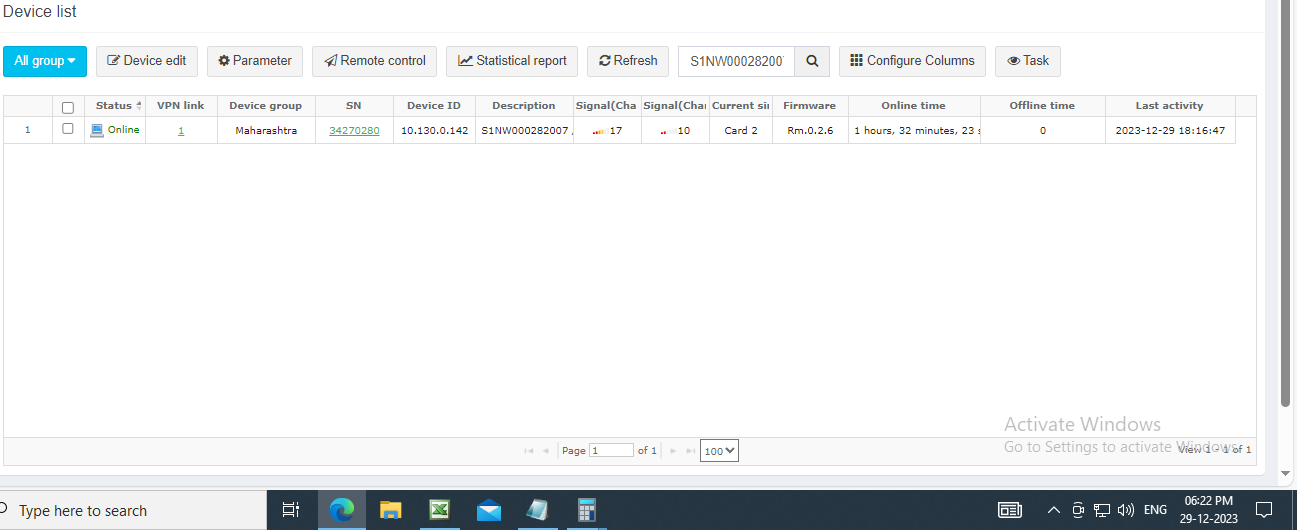 Device list
All group Device edit Parameter Remote control Statistical report Refresh S1NW00028200 Configure Columns Task
Status VPN link Device group SN Device ID Description Signal(Cha Signal(Char Current sin Firmware Online time Offline time Last activity
1 Online 1 Maharashtra 34270280 10.130.0.142 S1NW000282007 17 10 Card 2 Rm.0.2.6 1 hours, 32 minutes, 23 s 0 2023-12-29 18:16:47
Activate Windows
Go to Settings to activate Windows.
Page 1 of 1 100 View 1 - 1 of 1
Type here to search ENG 06:22 PM
29-12-2023